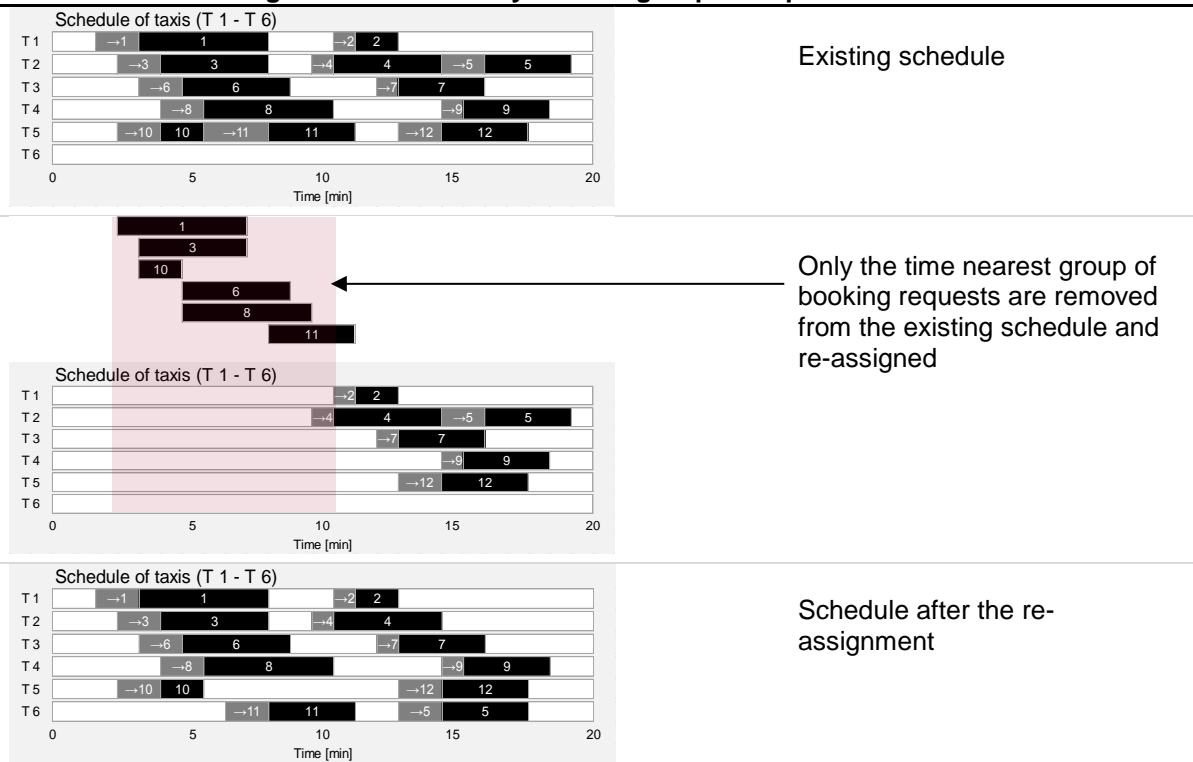 Schedule of taxis (T 1 - T 6)
T 1 →1 1 →2 2
T 2 →3 3 →4 4 →5 5
T 3 →6 6 →7 7
T 4 →8 8 →9 9
T 5 →10 10 →11 11 →12 12
T 6
0 5 10 15 20
Time [min]
Existing schedule
1
3
10
6
8
11
Only the time nearest group of
booking requests are removed
from the existing schedule and
re-assigned
Schedule of taxis (T 1 - T 6)
T 1 →2 2
T 2 →4 4 →5 5
T 3 →7 7
T 4 →9 9
T 5 →12 12
T 6
0 5 10 15 20
Time [min]
Schedule of taxis (T 1 - T 6)
T 1 →1 1 →2 2
T 2 →3 3 →4 4
T 3 →6 6 →7 7
T 4 →8 8 →9 9
T 5 →10 10 →12 12
T 6 →11 11 →5 5
0 5 10 15 20
Time [min]
Schedule after the re-
assignment